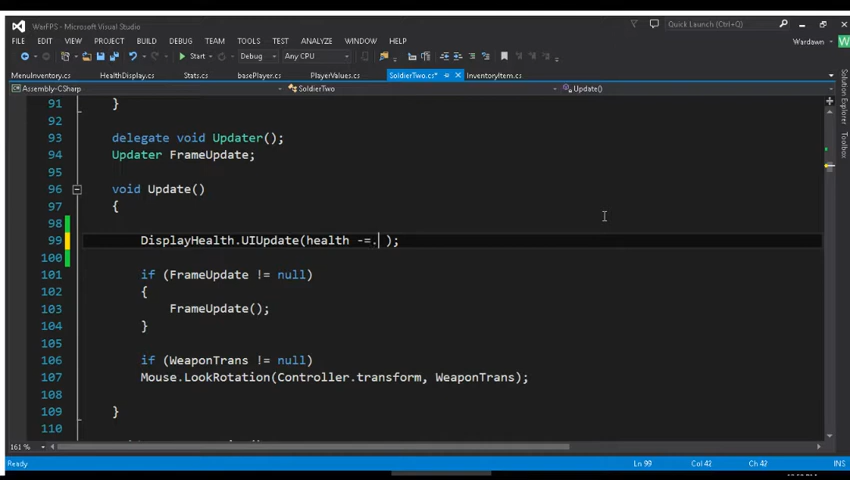 WarFPS - Microsoft Visual Studio
Quick Launch (Ctrl+Q)
FILE EDIT VIEW PROJECT BUILD DEBUG TEAM TOOLS TEST ANALYZE WINDOW HELP
Wardawn W
Start Debug Any CPU
MenuInventory.cs HealthDisplay.cs Stats.cs basePlayer.cs PlayerValues.cs SoldierTwo.cs* InventoryItem.cs
Assembly-CSharp SoldierTwo Update()
91 }
92
93 delegate void Updater();
94 Updater FrameUpdate;
95
96 void Update()
97 {
98
99 DisplayHealth.UIUpdate(health -=. );
100
101 if (FrameUpdate != null)
102 {
103 FrameUpdate();
104 }
105
106 if (WeaponTrans != null)
107 Mouse.LookRotation(Controller.transform, WeaponTrans);
108
109 }
110
161 %
Ready Ln 99 Col 42 Ch 42 INS
Solution Explorer
Toolbox